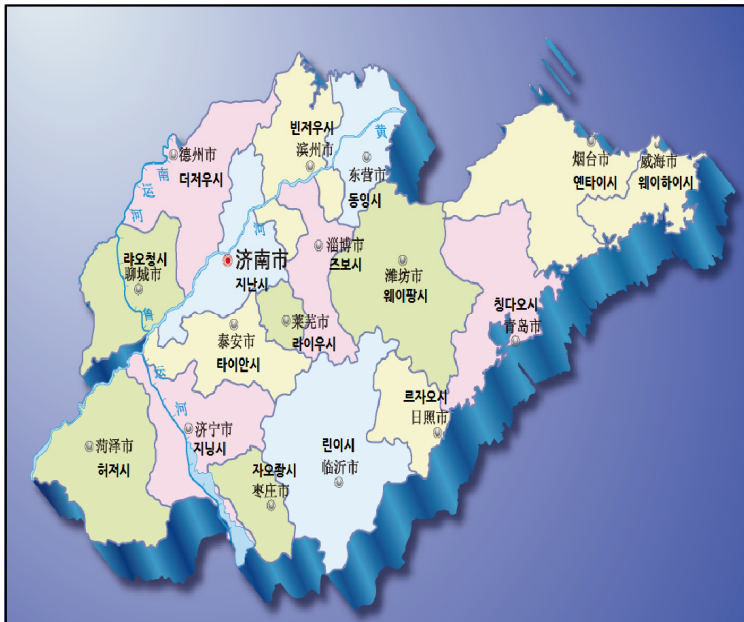 빈저우시
滨州市
黄
东营市
동잉시
德州市
더저우시
南
运
河
烟台市
옌타이시
威海市
웨이하이시
河
淄博市
즈보시
济南市
지난시
潍坊市
웨이팡시
라오청시
聊城市
鲁
运
河
칭다오시
青岛市
莱芜市
라이우시
泰安市
타이안시
르자오시
日照市
菏泽市
허저시
济宁市
지닝시
린이시
临沂市
자오좡시
枣庄市